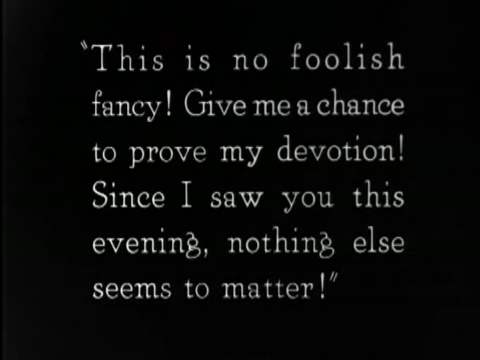 "This is no foolish
fancy! Give me a chance
to prove my devotion!
Since I saw you this
evening, nothing else
seems to matter!"